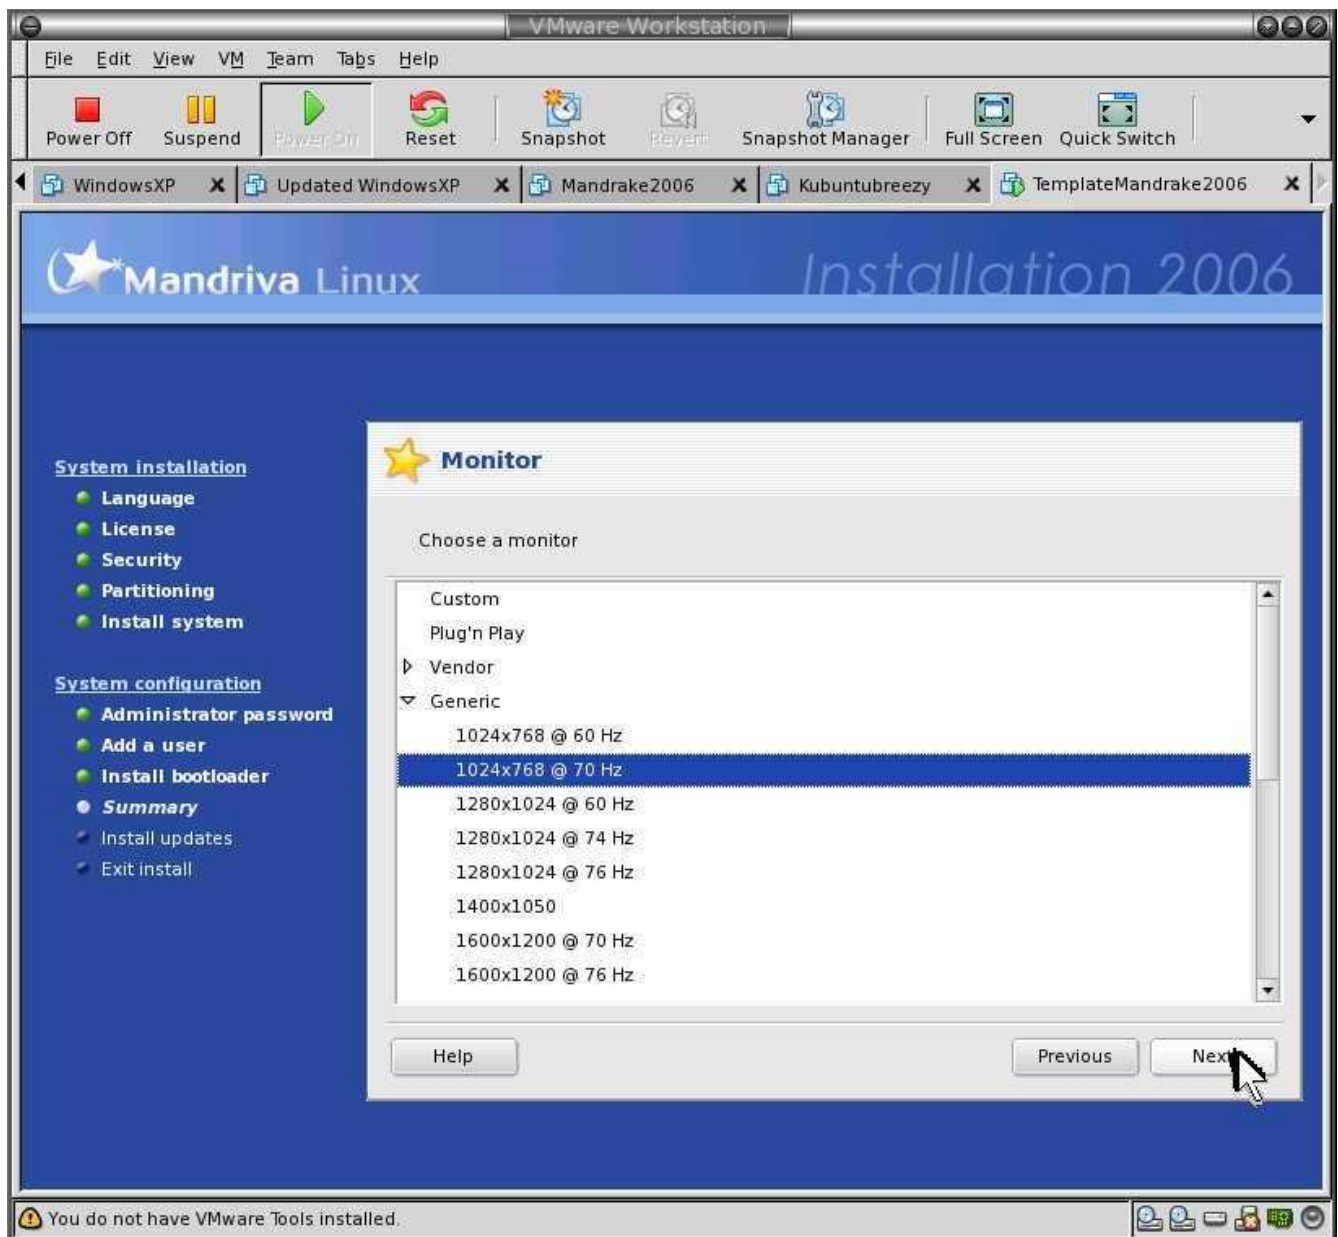 VMware Workstation
File Edit View VM Team Tabs Help
Power Off Suspend Power On Reset Snapshot Revert Snapshot Manager Full Screen Quick Switch
WindowsXP Updated WindowsXP Mandrake2006 Kubuntubreezy TemplateMandrake2006
Mandriva Linux Installation 2006
System installation
Language
License
Security
Partitioning
Install system
System configuration
Administrator password
Add a user
Install bootloader
Summary
Install updates
Exit install
Monitor
Choose a monitor
Custom
Plug'n Play
Vendor
Generic
1024x768 @ 60 Hz
1024x768 @ 70 Hz
1280x1024 @ 60 Hz
1280x1024 @ 74 Hz
1280x1024 @ 76 Hz
1400x1050
1600x1200 @ 70 Hz
1600x1200 @ 76 Hz
Help Previous Next
You do not have VMware Tools installed.